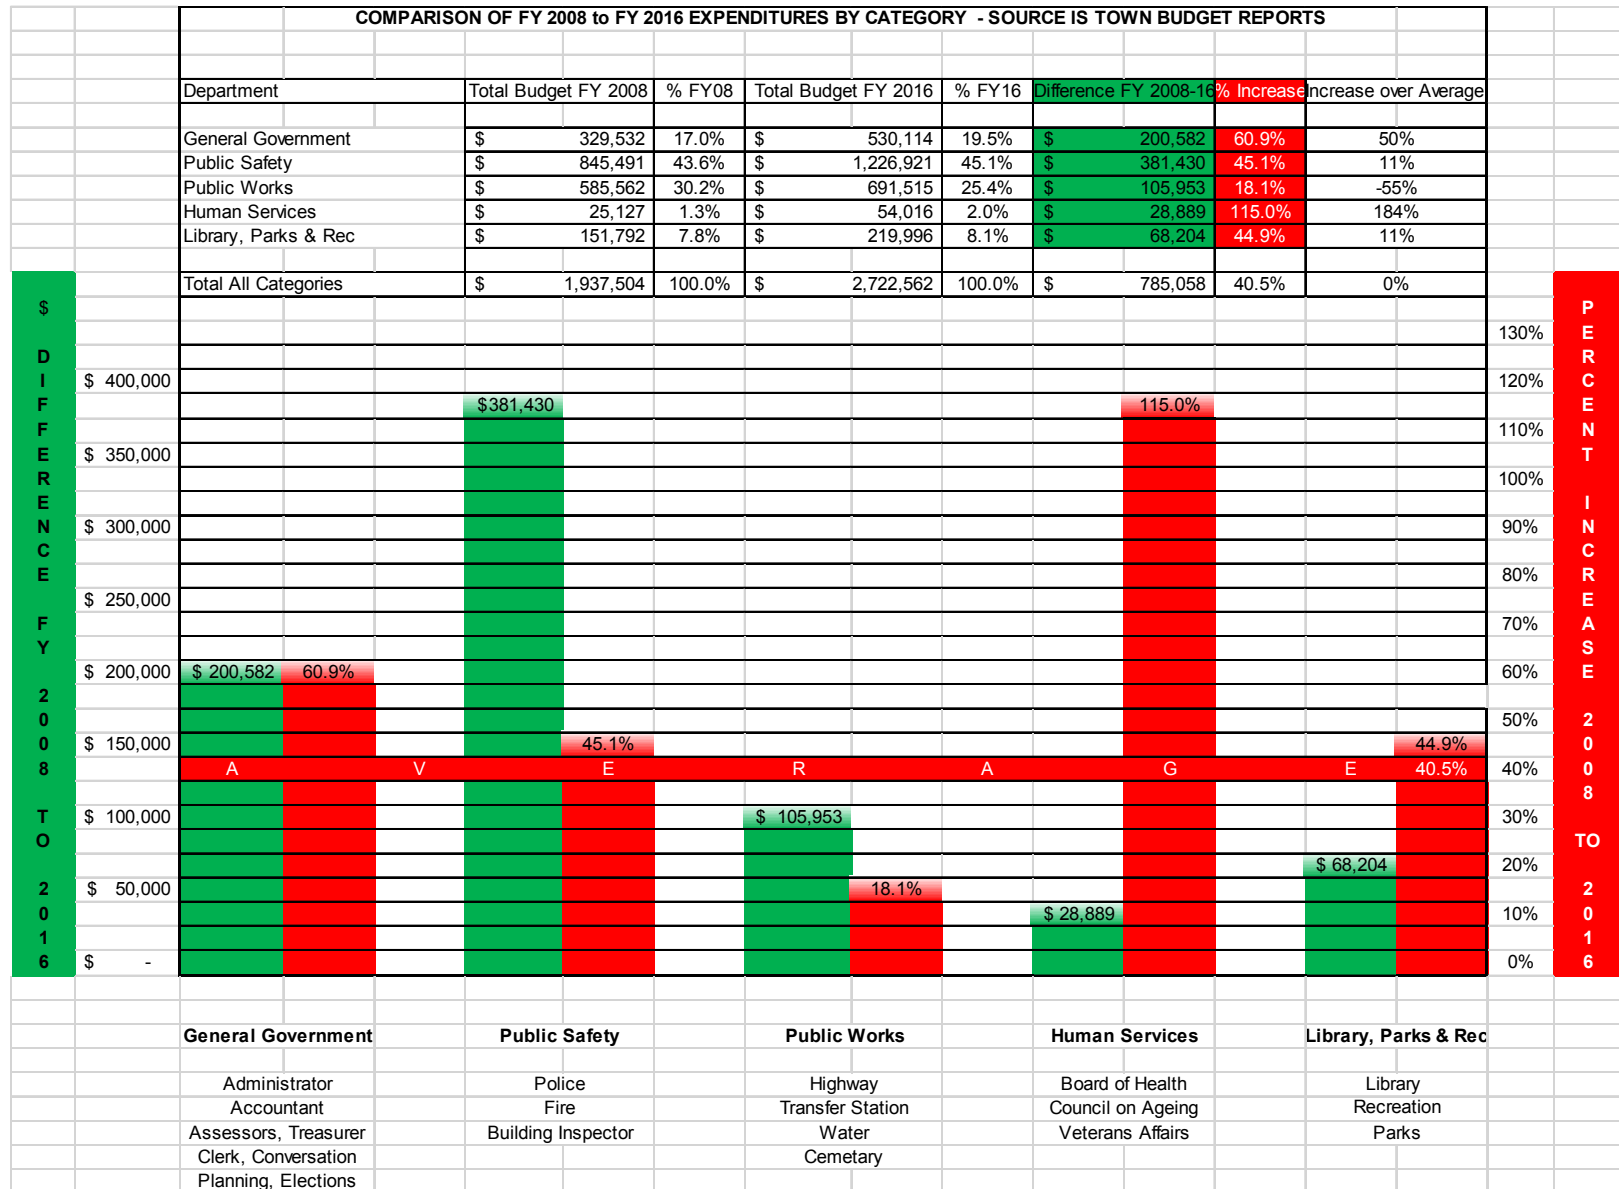 COMPARISON OF FY 2008 to FY 2016 EXPENDITURES BY CATEGORY - SOURCE IS TOWN BUDGET REPORTS
Department Total Budget FY 2008 % FY08 Total Budget FY 2016 % FY16 Difference FY 2008-16 % Increase Increase over Average
General Government $ 329,532 17.0% $ 530,114 19.5% $ 200,582 60.9% 50%
Public Safety $ 845,491 43.6% $ 1,226,921 45.1% $ 381,430 45.1% 11%
Public Works $ 585,562 30.2% $ 691,515 25.4% $ 105,953 18.1% -55%
Human Services $ 25,127 1.3% $ 54,016 2.0% $ 28,889 115.0% 184%
Library, Parks & Rec $ 151,792 7.8% $ 219,996 8.1% $ 68,204 44.9% 11%
Total All Categories $ 1,937,504 100.0% $ 2,722,562 100.0% $ 785,058 40.5% 0%
$ DIFFERENCE FY 2008 TO 2016
PERCENT INCREASE 2008 TO 2016
130%
$ 400,000 120%
$381,430 115.0%
110%
$ 350,000
100%
$ 300,000 90%
80%
$ 250,000
70%
$ 200,000 $ 200,582 60.9% 60%
50%
$ 150,000 45.1% 44.9%
A V E R A G E 40.5% 40%
$ 100,000 $ 105,953 30%
$ 68,204 20%
$ 50,000 18.1%
$ 28,889 10%
$ - 0%
General Government Public Safety Public Works Human Services Library, Parks & Rec
Administrator Police Highway Board of Health Library
Accountant Fire Transfer Station Council on Ageing Recreation
Assessors, Treasurer Building Inspector Water Veterans Affairs Parks
Clerk, Conversation Cemetary
Planning, Elections